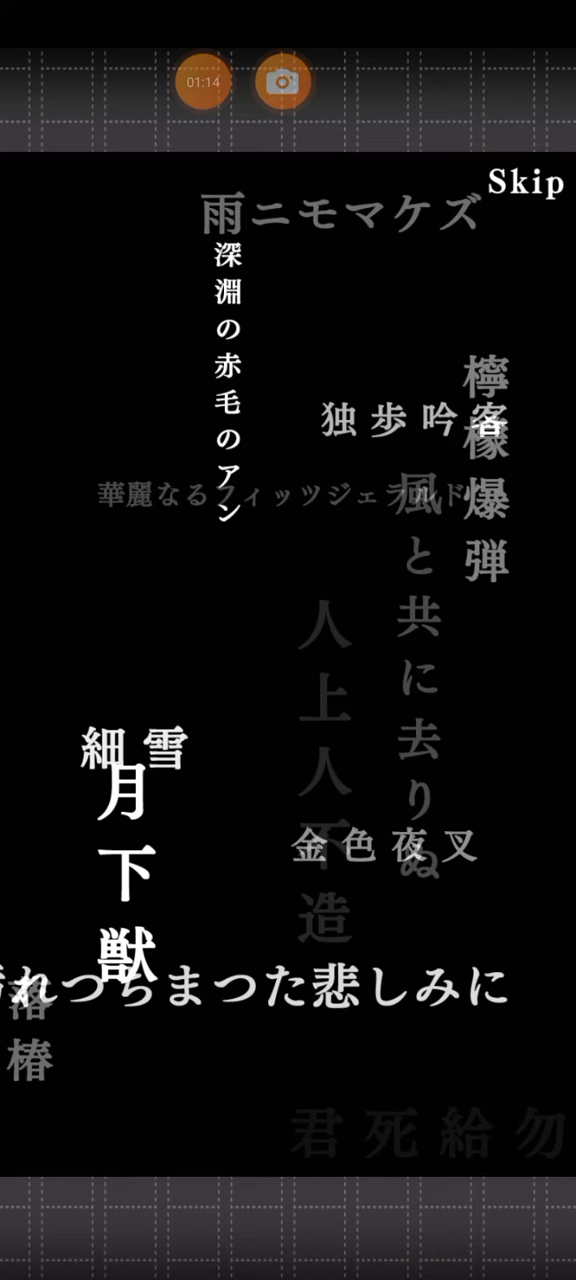 01:14
Skip
雨ニモマケズ
深淵の赤毛のアン
檸檬爆弾
独歩吟客
華麗なるフィッツジェラルド
風と共に去りぬ
人上人不造
細雪
月下獣
金色夜叉
汚れつちまつた悲しみに
落椿
君死給勿